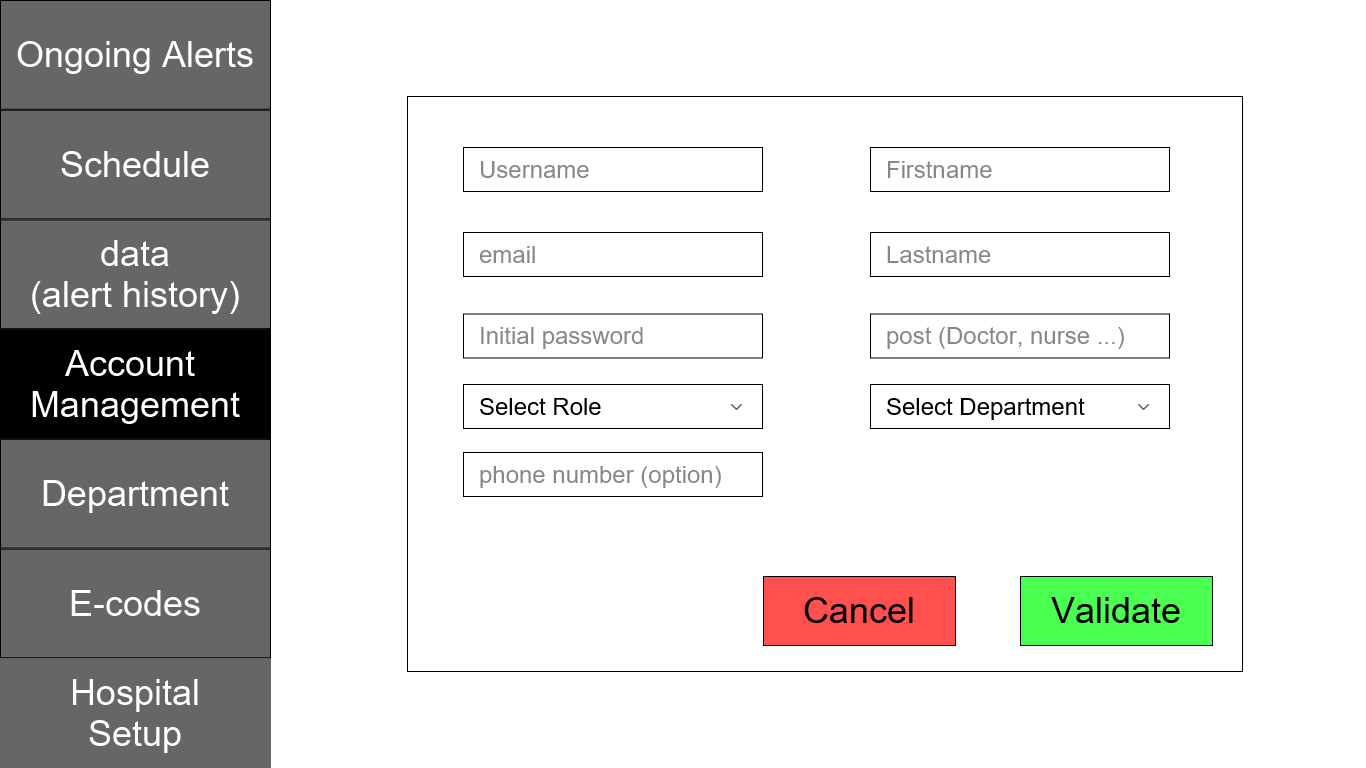 Ongoing Alerts
Schedule
data
(alert history)
Account
Management
Department
E-codes
Hospital
Setup
Username
Firstname
email
Lastname
Initial password
post (Doctor, nurse ...)
Select Role
Select Department
phone number (option)
Cancel
Validate